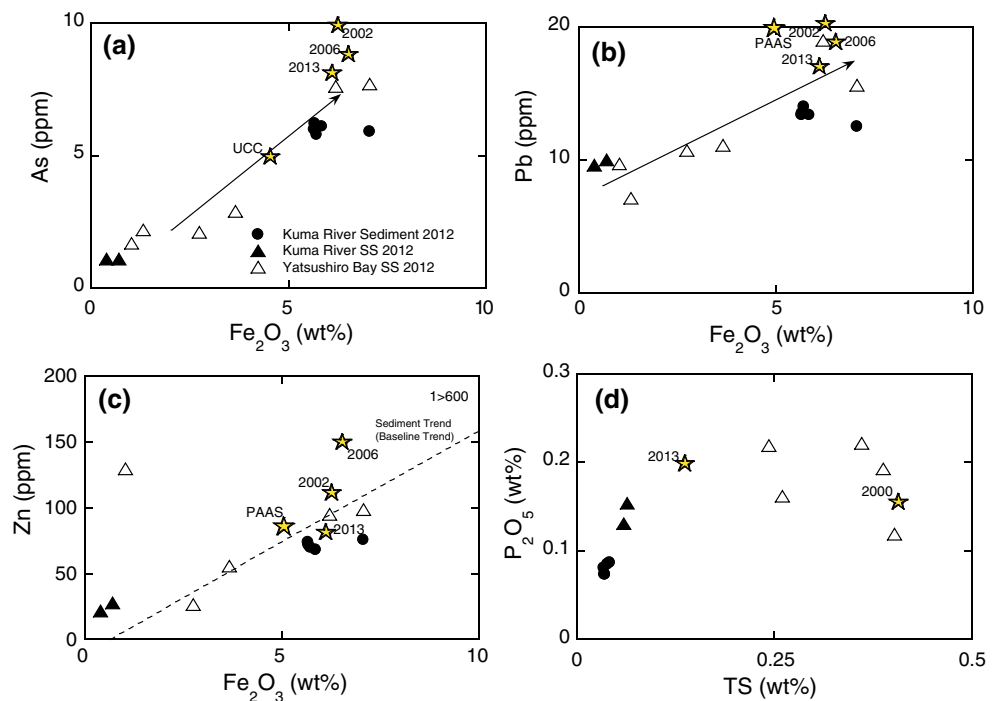 (a)
10
5
0
As (ppm)
2002
2006
2013
UCC
Kuma River Sediment 2012
Kuma River SS 2012
Yatsushiro Bay SS 2012
0 5 10
Fe2O3 (wt%)
(b)
20
10
0
Pb (ppm)
2002
PAAS
2006
2013
0 5 10
Fe2O3 (wt%)
(c)
200
150
100
50
0
Zn (ppm)
1>600
Sediment Trend
(Baseline Trend)
2006
2002
PAAS
2013
0 5 10
Fe2O3 (wt%)
(d)
0.3
0.2
0.1
0
P2O5 (wt%)
2013
2000
0 0.25 0.5
TS (wt%)